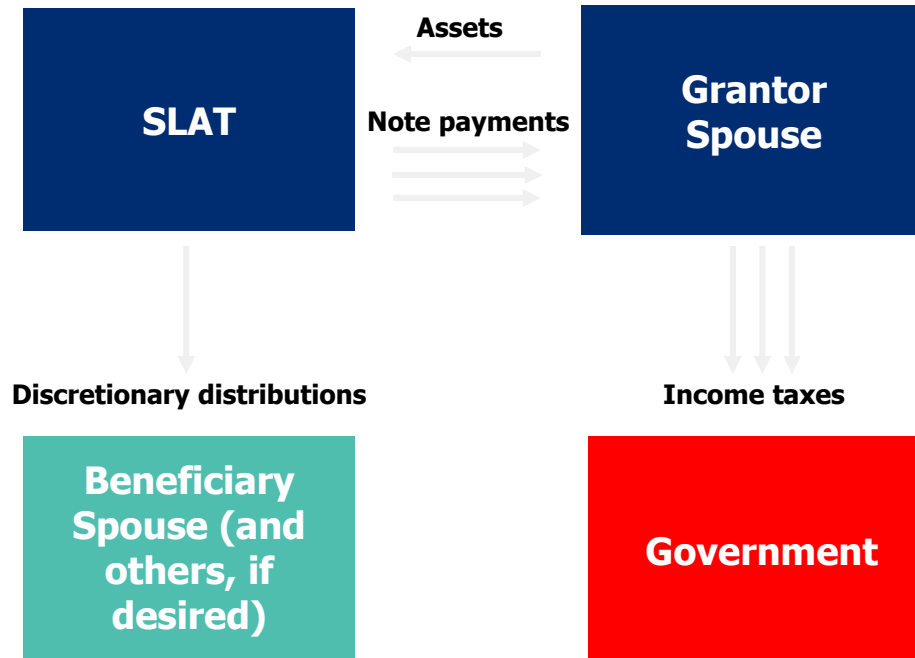 Assets
SLAT
Grantor
Spouse
Note payments
Discretionary distributions
Income taxes
Beneficiary
Spouse (and
others, if
desired)
Government